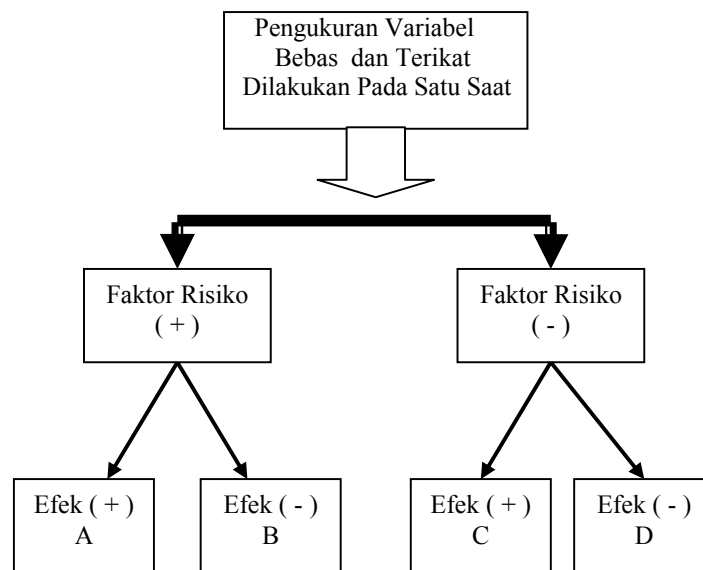 Pengukuran Variabel
Bebas dan Terikat
Dilakukan Pada Satu Saat
Faktor Risiko
( + )
Faktor Risiko
( - )
Efek ( + )
A
Efek ( - )
B
Efek ( + )
C
Efek ( - )
D